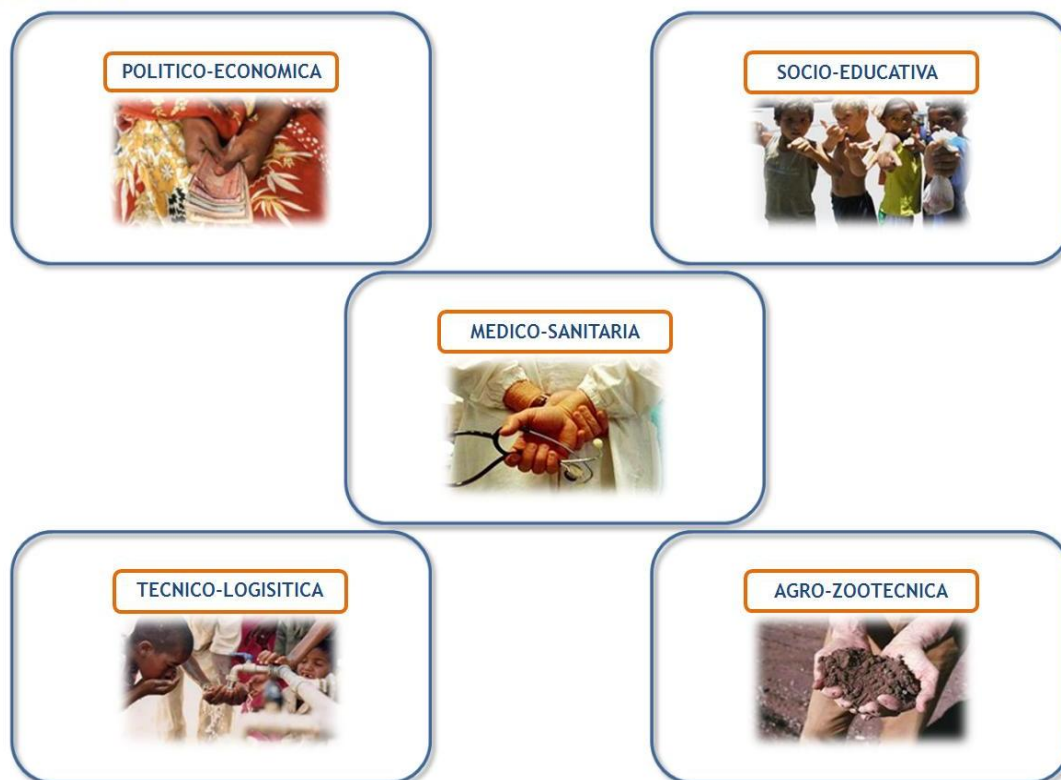 POLITICO-ECONOMICA
SOCIO-EDUCATIVA
MEDICO-SANITARIA
TECNICO-LOGISITICA
AGRO-ZOOTECNICA